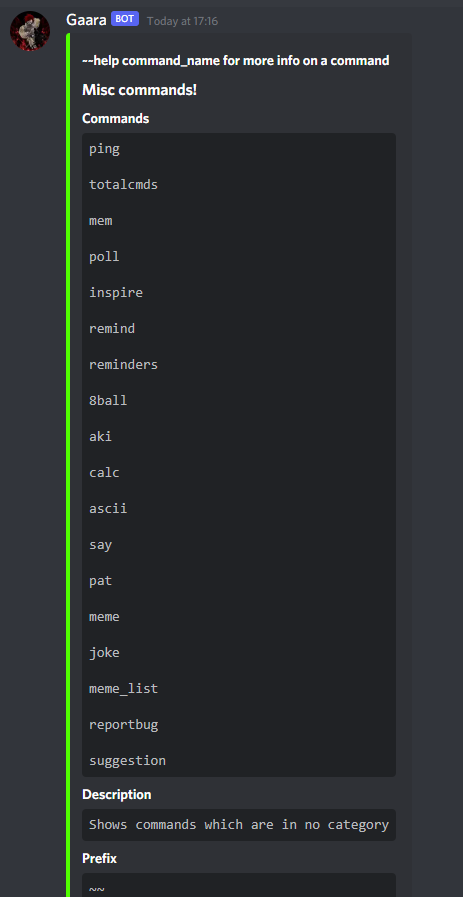 Gaara BOT Today at 17:16
--help command_name for more info on a command
Misc commands!
Commands
ping
totalcmds
mem
poll
inspire
remind
reminders
8ball
aki
calc
ascii
say
pat
meme
joke
meme_list
reportbug
suggestion
Description
Shows commands which are in no category
Prefix
~~